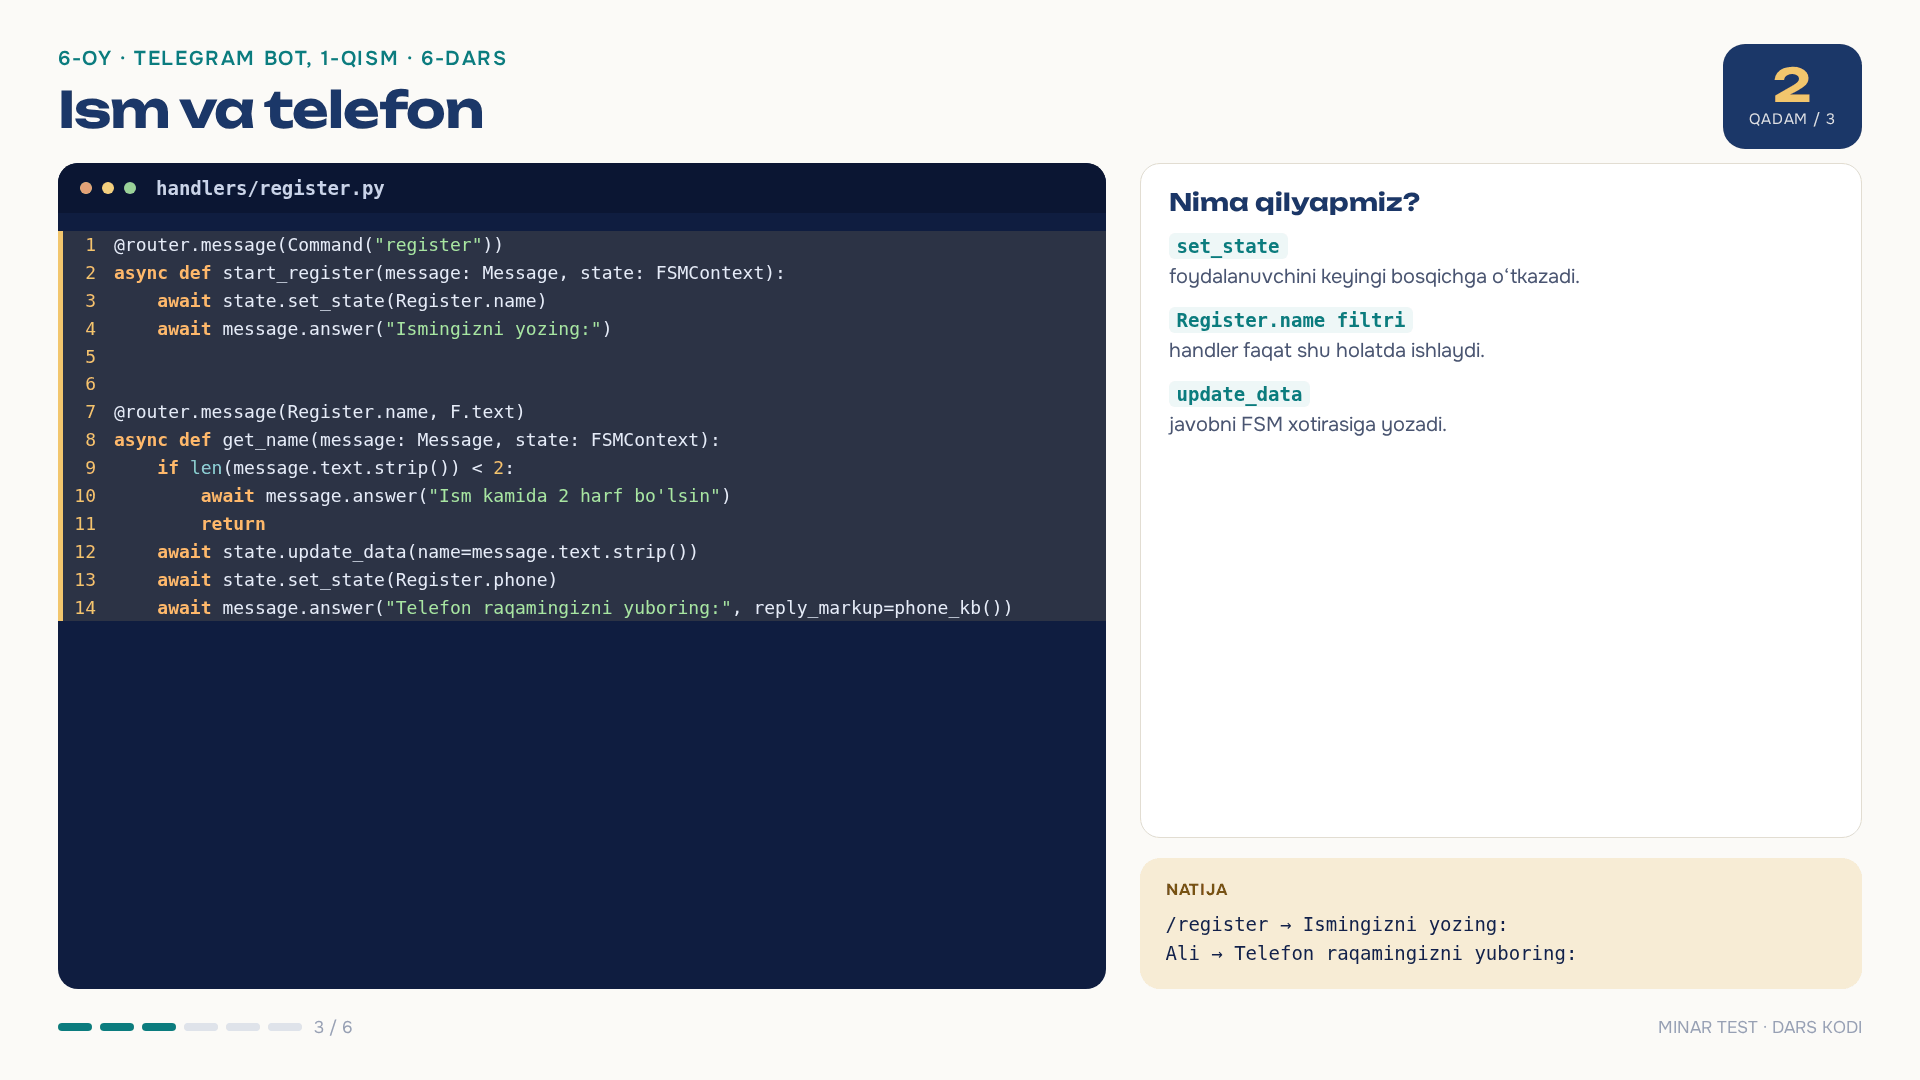 6-OY · TELEGRAM BOT, 1-QISM · 6-DARS
Ism va telefon
2
QADAM / 3
handlers/register.py
1 @router.message(Command("register"))
2 async def start_register(message: Message, state: FSMContext):
3     await state.set_state(Register.name)
4     await message.answer("Ismingizni yozing:")
5
6
7 @router.message(Register.name, F.text)
8 async def get_name(message: Message, state: FSMContext):
9     if len(message.text.strip()) < 2:
10         await message.answer("Ism kamida 2 harf bo'lsin")
11         return
12     await state.update_data(name=message.text.strip())
13     await state.set_state(Register.phone)
14     await message.answer("Telefon raqamingizni yuboring:", reply_markup=phone_kb())
Nima qilyapmiz?
set_state
foydalanuvchini keyingi bosqichga oʻtkazadi.
Register.name filtri
handler faqat shu holatda ishlaydi.
update_data
javobni FSM xotirasiga yozadi.
NATIJA
/register → Ismingizni yozing:
Ali → Telefon raqamingizni yuboring:
3 / 6
MINAR TEST · DARS KODI